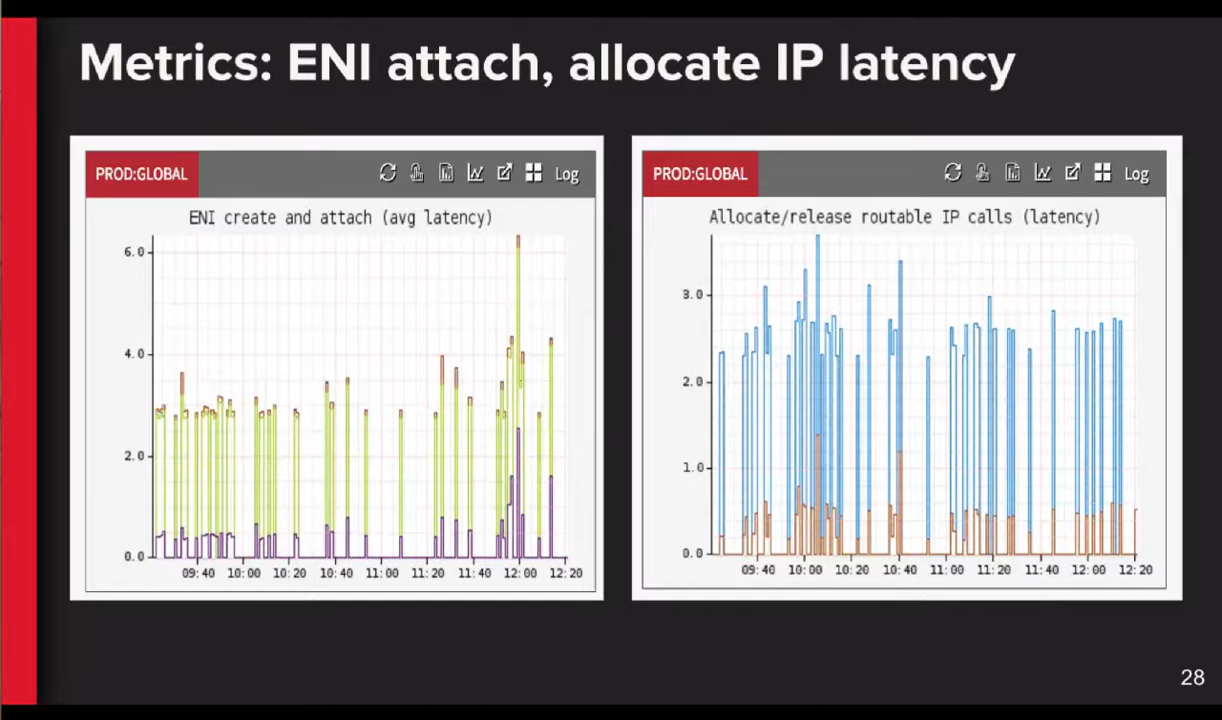 Metrics: ENI attach, allocate IP latency
PROD:GLOBAL
Log
ENI create and attach (avg latency)
6.0
4.0
2.0
0.0
09:40 10:00 10:20 10:40 11:00 11:20 11:40 12:00 12:20
PROD:GLOBAL
Log
Allocate/release routable IP calls (latency)
3.0
2.0
1.0
0.0
09:40 10:00 10:20 10:40 11:00 11:20 11:40 12:00 12:20
28